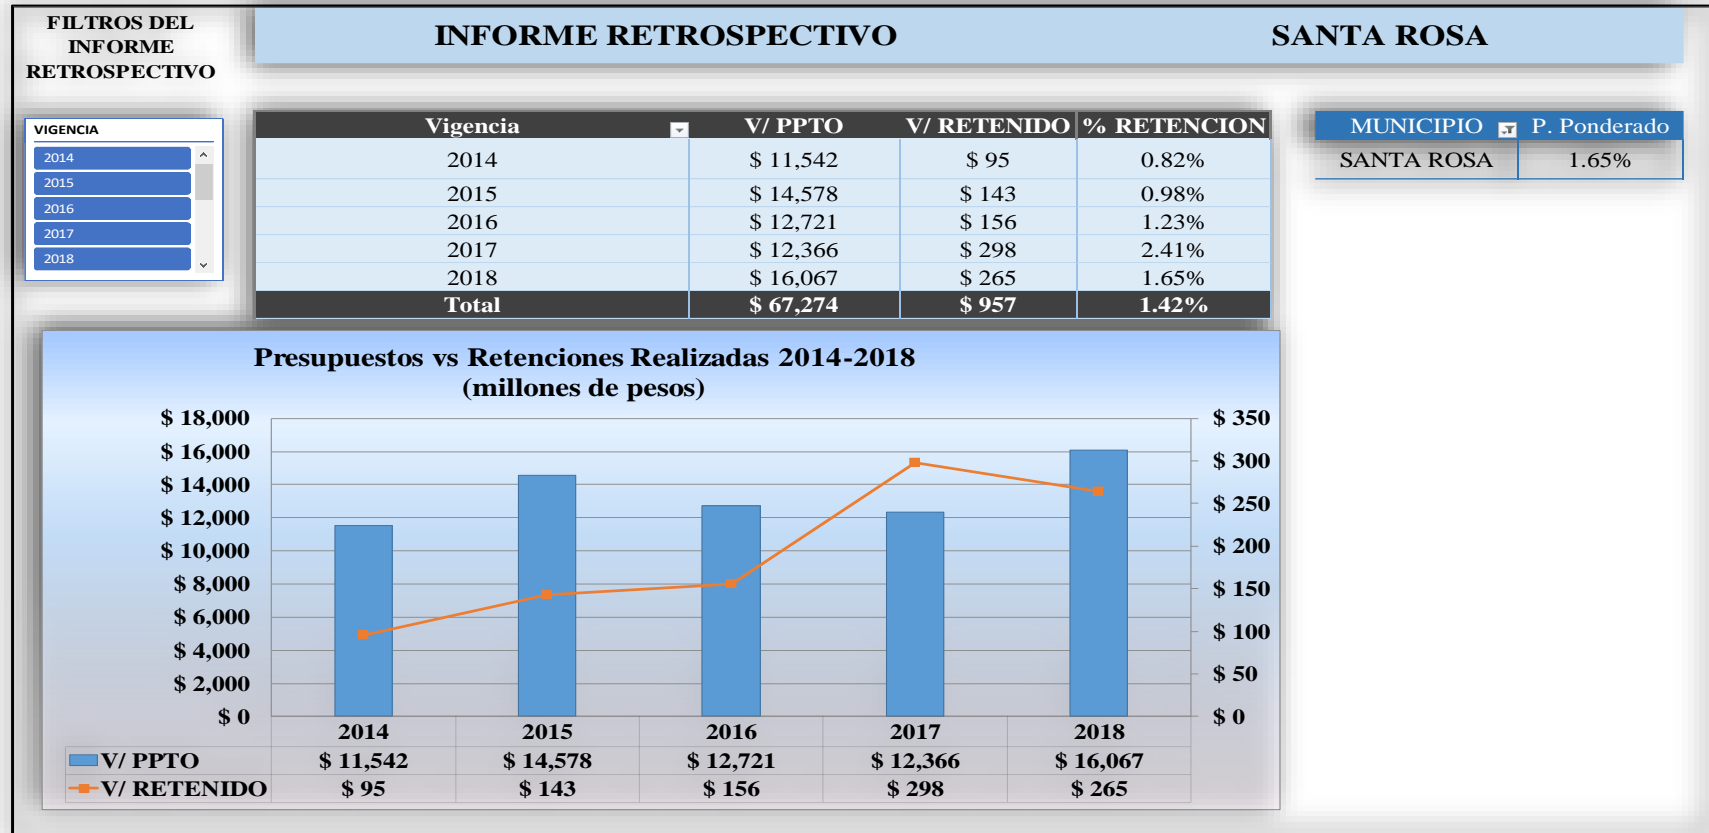 FILTROS DEL
INFORME
RETROSPECTIVO
INFORME RETROSPECTIVO SANTA ROSA
VIGENCIA
2014
2015
2016
2017
2018
Vigencia V/ PPTO V/ RETENIDO % RETENCION
2014 $ 11,542 $ 95 0.82%
2015 $ 14,578 $ 143 0.98%
2016 $ 12,721 $ 156 1.23%
2017 $ 12,366 $ 298 2.41%
2018 $ 16,067 $ 265 1.65%
Total $ 67,274 $ 957 1.42%
MUNICIPIO P. Ponderado
SANTA ROSA 1.65%
Presupuestos vs Retenciones Realizadas 2014-2018
(millones de pesos)
$ 18,000
$ 16,000
$ 14,000
$ 12,000
$ 10,000
$ 8,000
$ 6,000
$ 4,000
$ 2,000
$ 0
$ 350
$ 300
$ 250
$ 200
$ 150
$ 100
$ 50
$ 0
2014 2015 2016 2017 2018
V/ PPTO $ 11,542 $ 14,578 $ 12,721 $ 12,366 $ 16,067
V/ RETENIDO $ 95 $ 143 $ 156 $ 298 $ 265